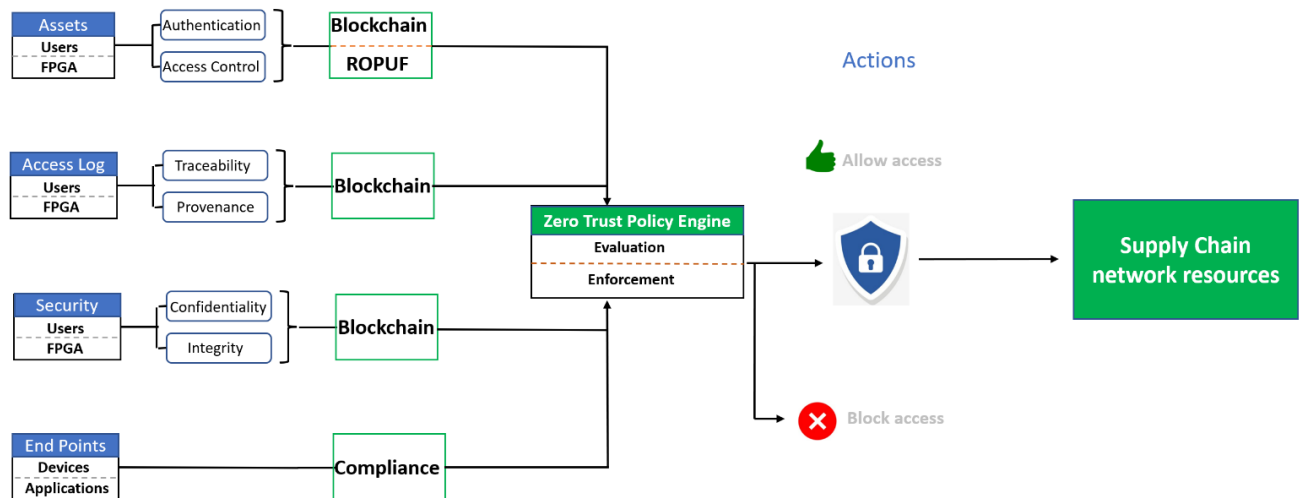 Assets
Users
FPGA
Authentication
Access Control
Blockchain
ROPUF
Actions
Access Log
Users
FPGA
Traceability
Provenance
Blockchain
Allow access
Zero Trust Policy Engine
Evaluation
Enforcement
Supply Chain
network resources
Security
Users
FPGA
Confidentiality
Integrity
Blockchain
Block access
End Points
Devices
Applications
Compliance